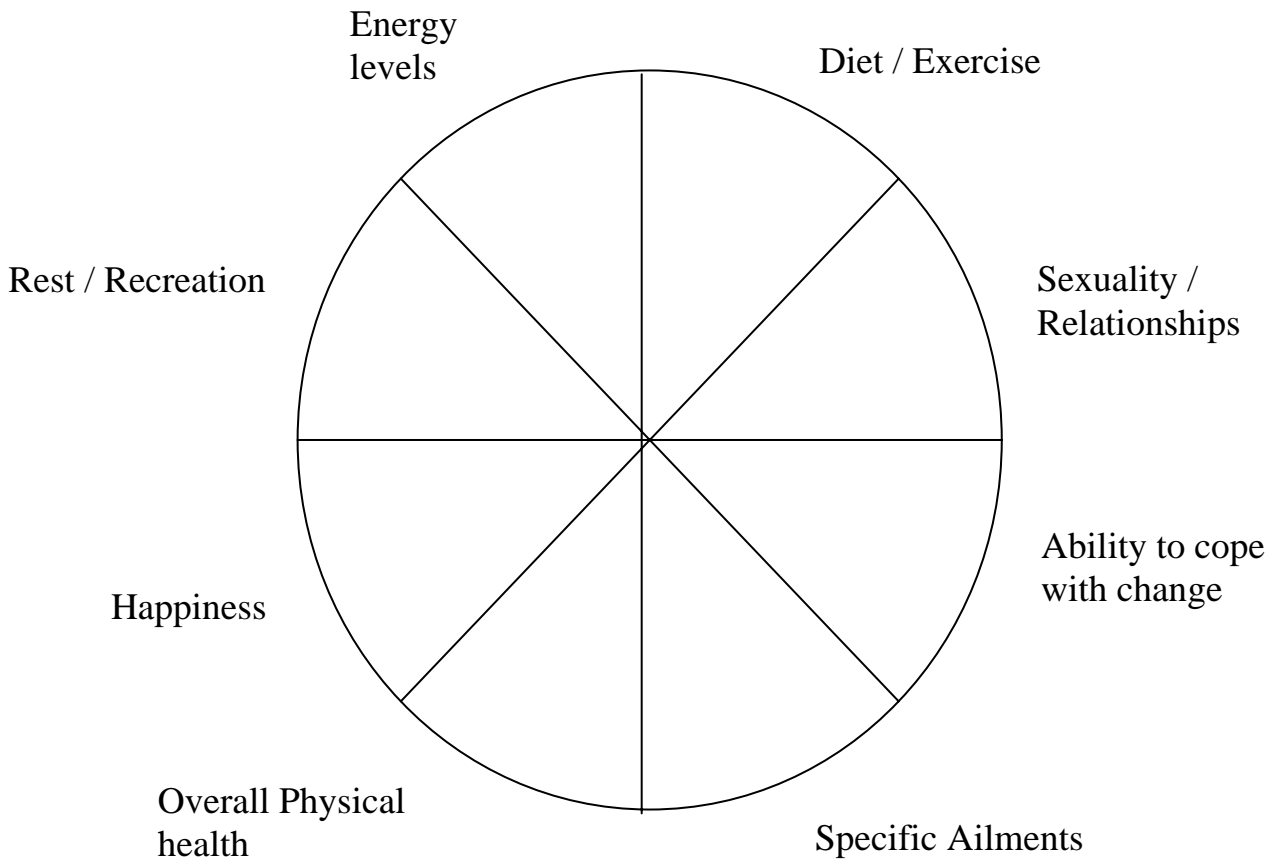 Energy
levels
Diet / Exercise
Rest / Recreation
Sexuality /
Relationships
Ability to cope
with change
Happiness
Overall Physical
health
Specific Ailments